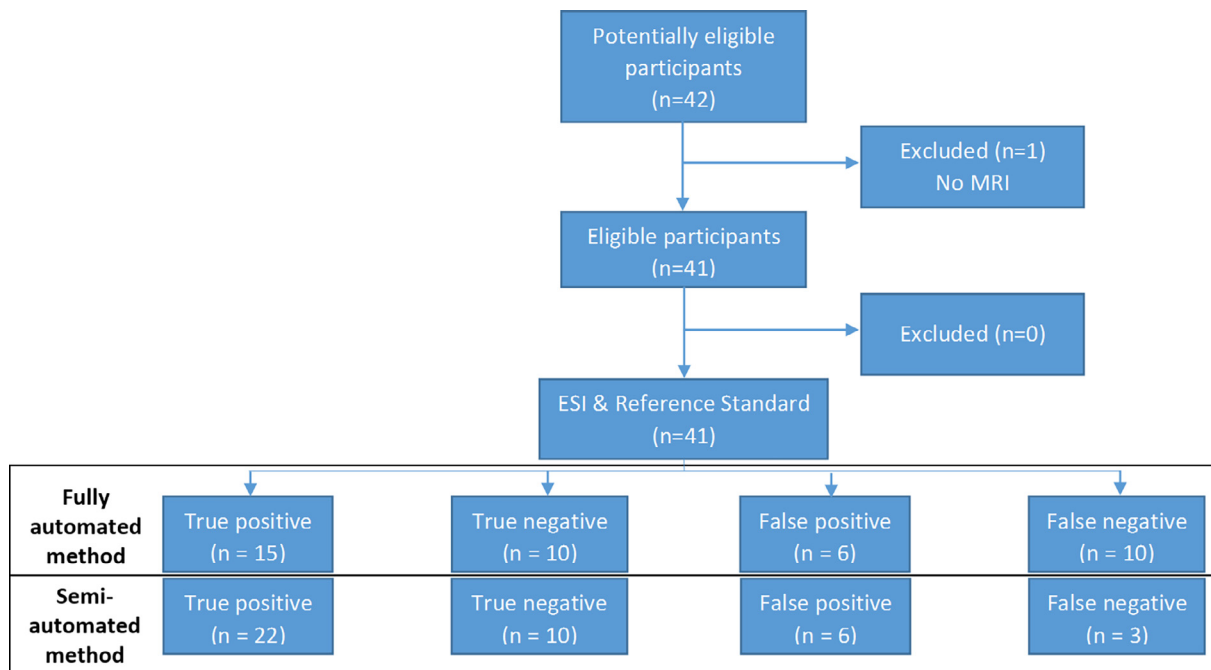 Potentially eligible
participants
(n=42)
Excluded (n=1)
No MRI
Eligible participants
(n=41)
Excluded (n=0)
ESI & Reference Standard
(n=41)
Fully
automated
method
True positive
(n = 15)
True negative
(n = 10)
False positive
(n = 6)
False negative
(n = 10)
Semi-
automated
method
True positive
(n = 22)
True negative
(n = 10)
False positive
(n = 6)
False negative
(n = 3)